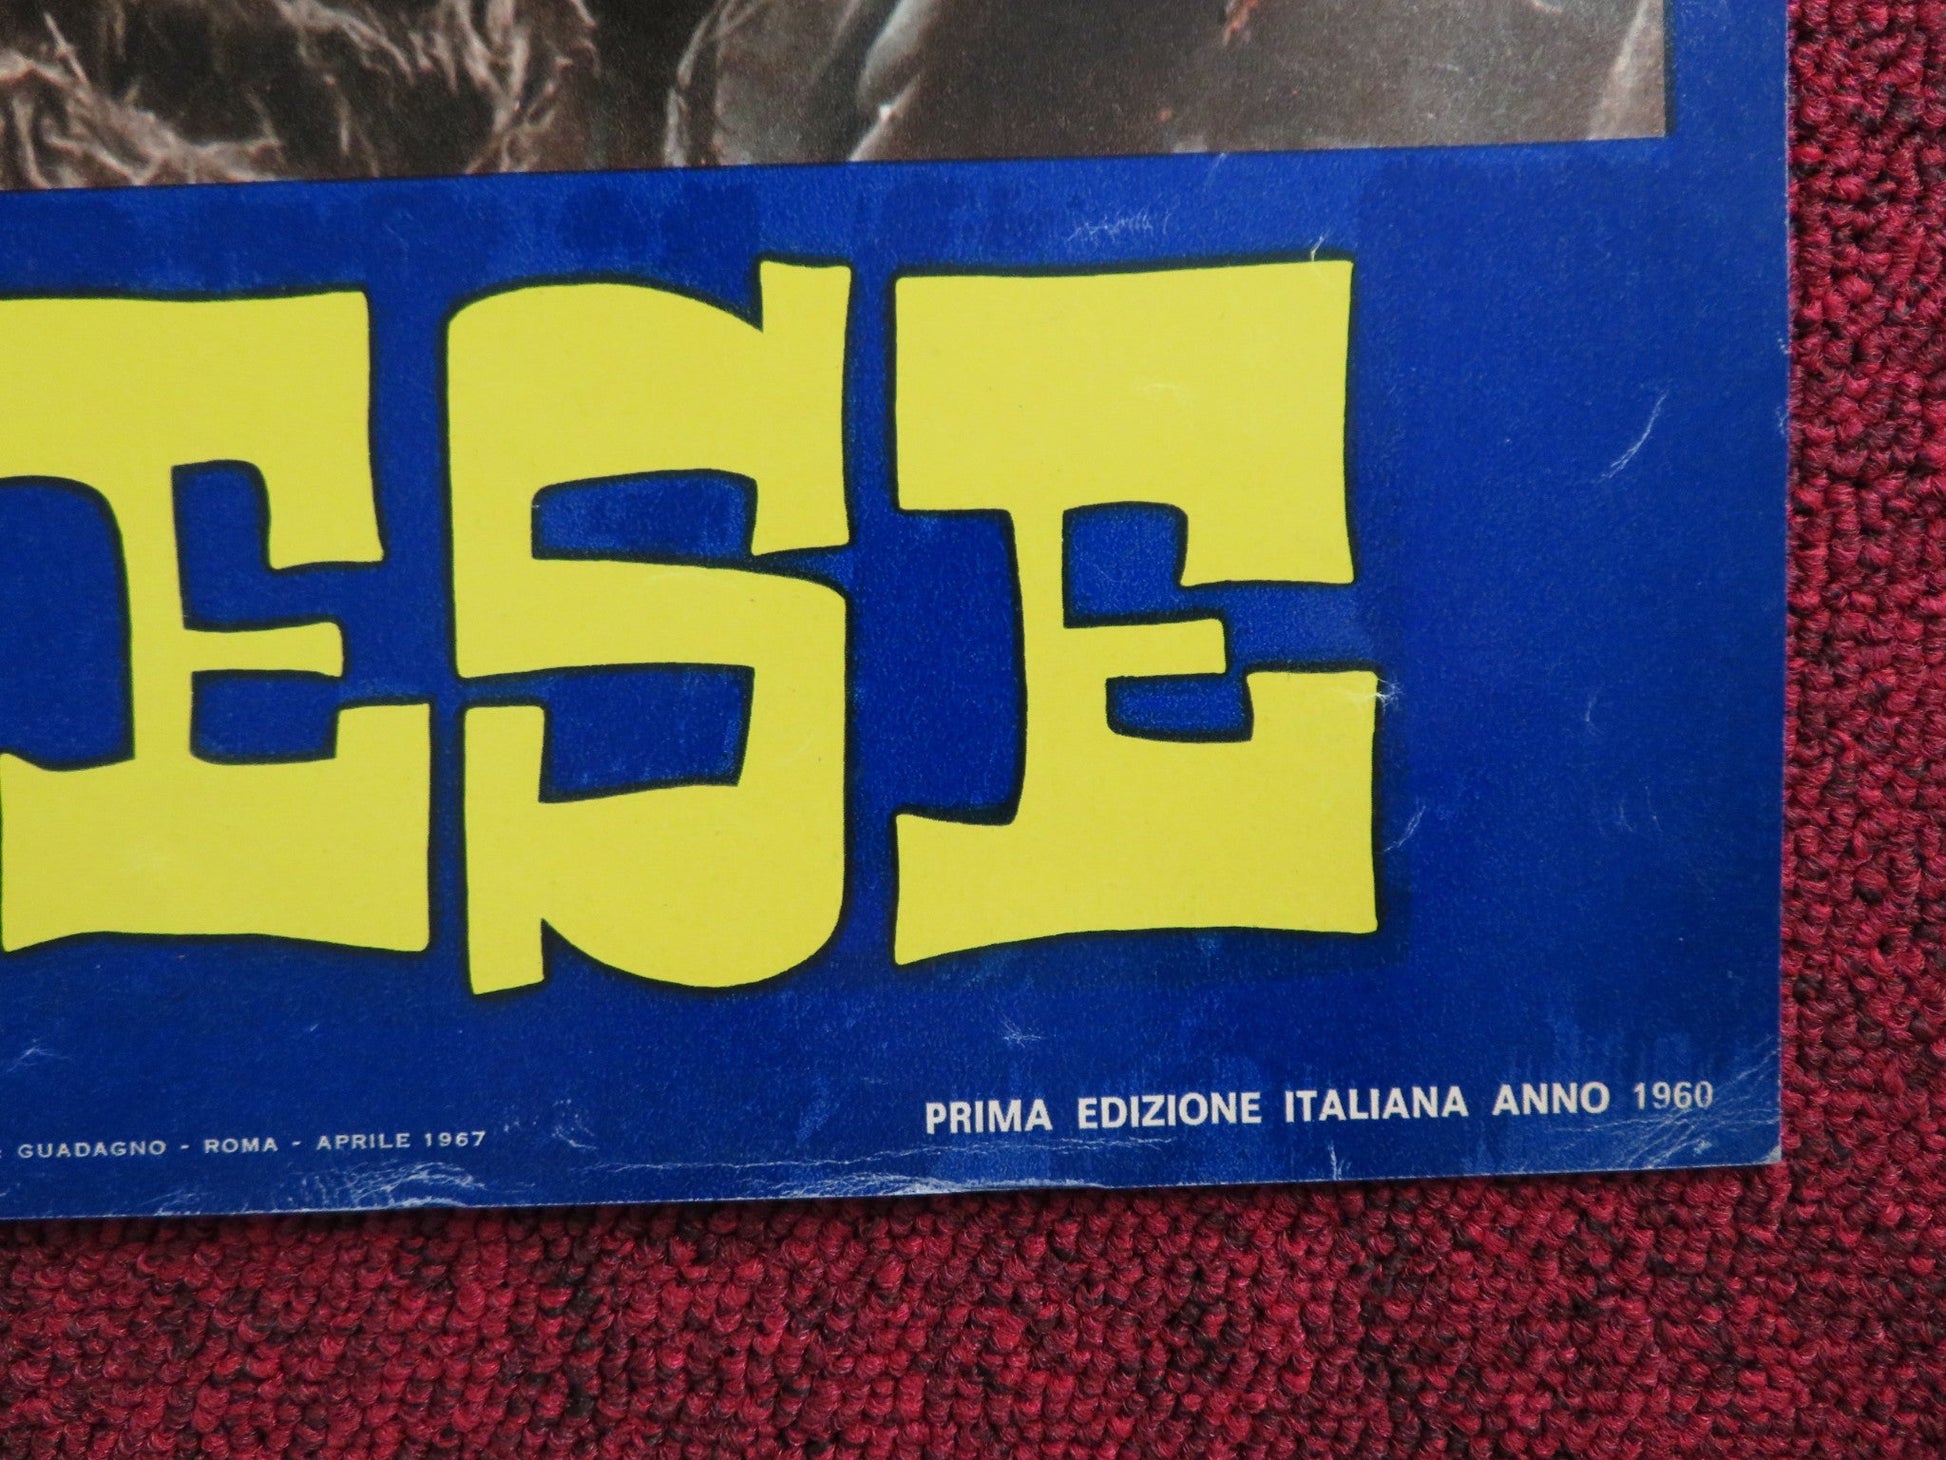 ESE
GUADAGNO - ROMA - APRILE 1967
PRIMA EDIZIONE ITALIANA ANNO 1960